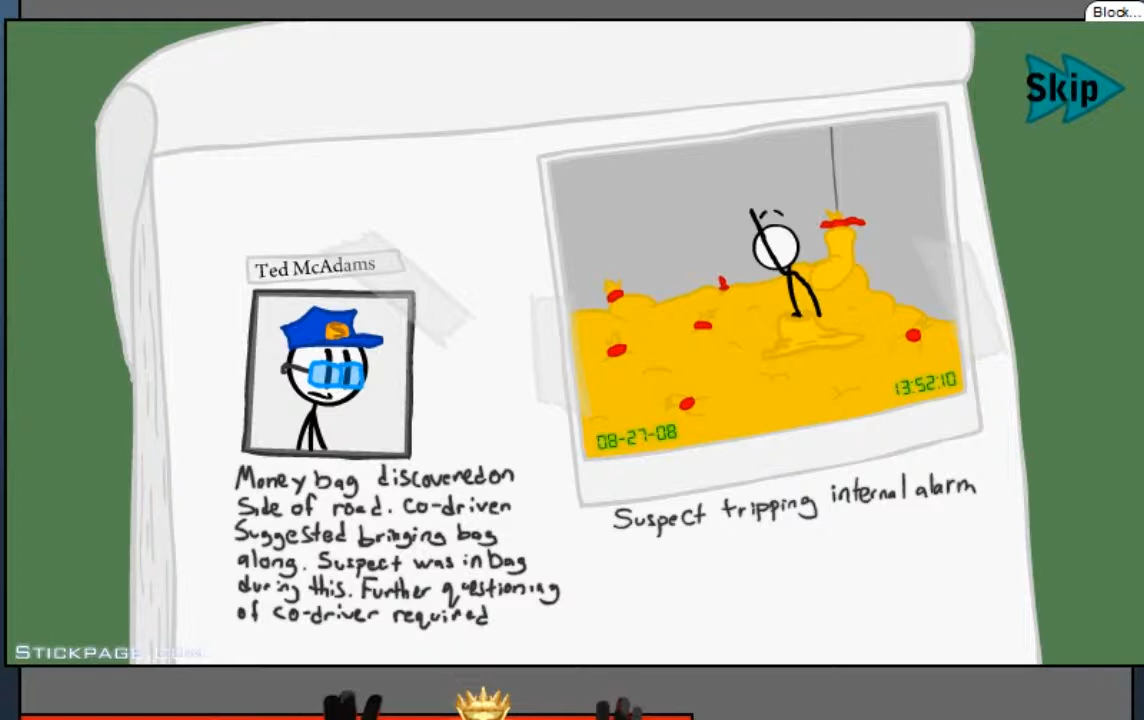 Block...
Skip
Ted McAdams
13:52:10
08-27-08
Money bag discovered on
Side of road. Co-driven
Suggested bringing bag
along. Suspect was in bag
during this. Further questioning
of co-driver required
Suspect tripping internal alarm
STICKPAGE